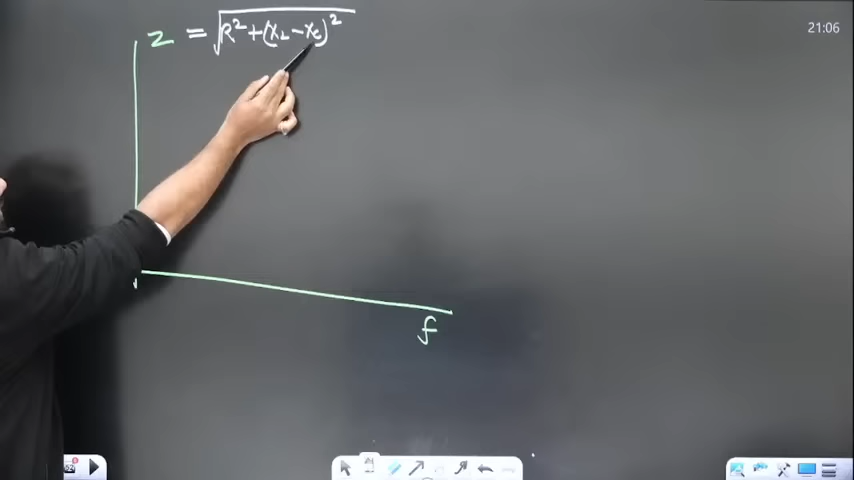 Z = √R² + (X_L - X_C)²
f
21:06